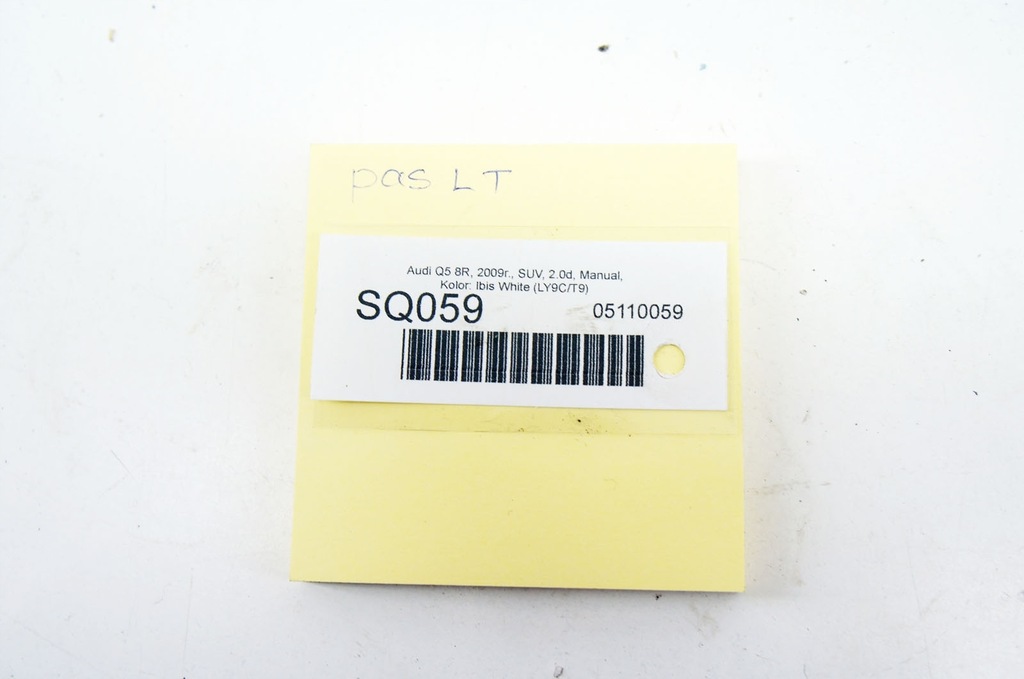 pas LT
Audi Q5 8R, 2009r., SUV, 2.0d, Manual,
Kolor: Ibis White (LY9C/T9)
SQ059 05110059